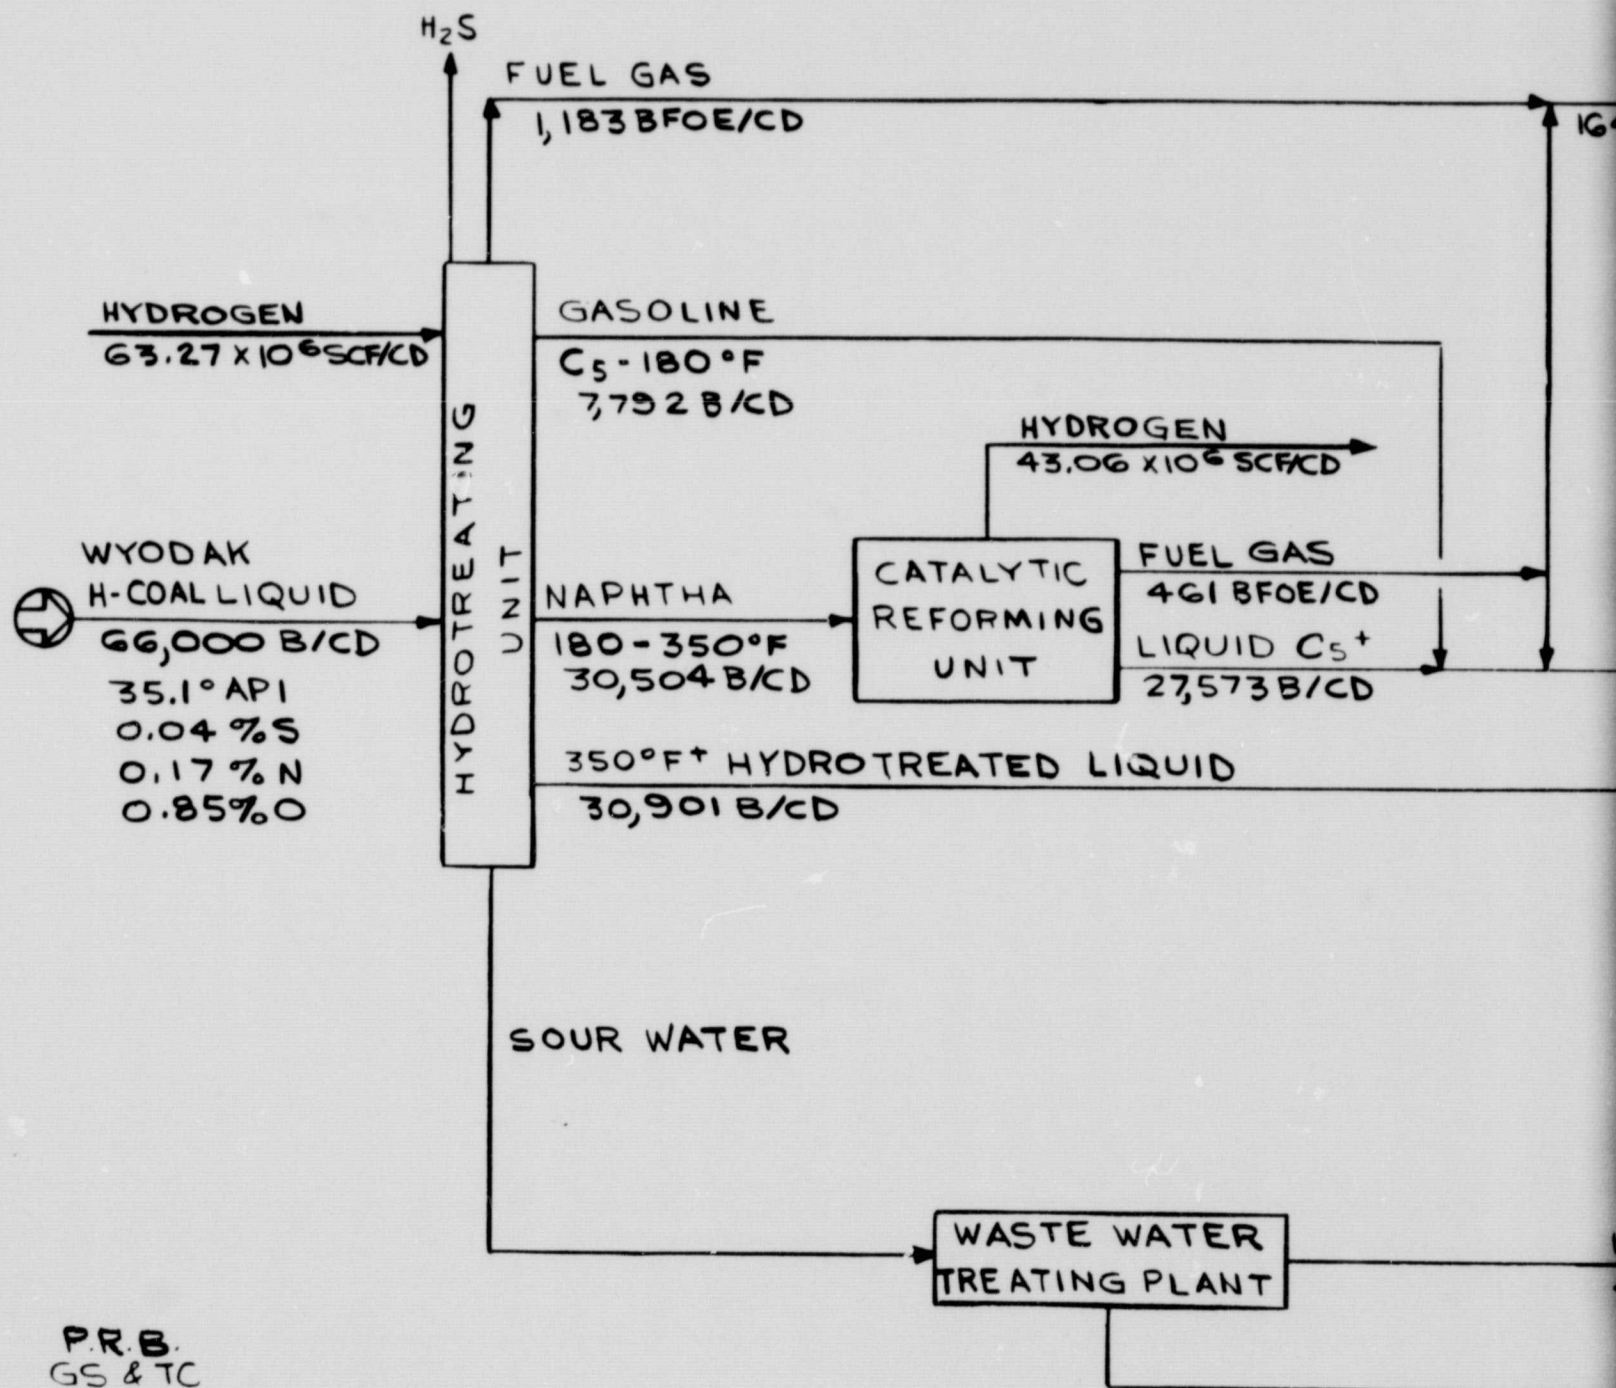 H₂S
FUEL GAS
1,183 BFOE/CD
HYDROGEN
63.27 X 10⁶ SCF/CD
GASOLINE
C₅-180°F
7,792 B/CD
HYDROGEN
43.06 X10⁶ SCF/CD
WYODAK
H-COAL LIQUID
66,000 B/CD
35.1° API
0.04 %S
0.17 %N
0.85%O
HYDROTREATING
UNIT
NAPHTHA
180-350°F
30,504 B/CD
CATALYTIC
REFORMING
UNIT
FUEL GAS
461 BFOE/CD
LIQUID C₅⁺
27,573 B/CD
350°F⁺ HYDROTREATED LIQUID
30,901 B/CD
SOUR WATER
WASTE WATER
TREATING PLANT
P.R.B.
GS & TC